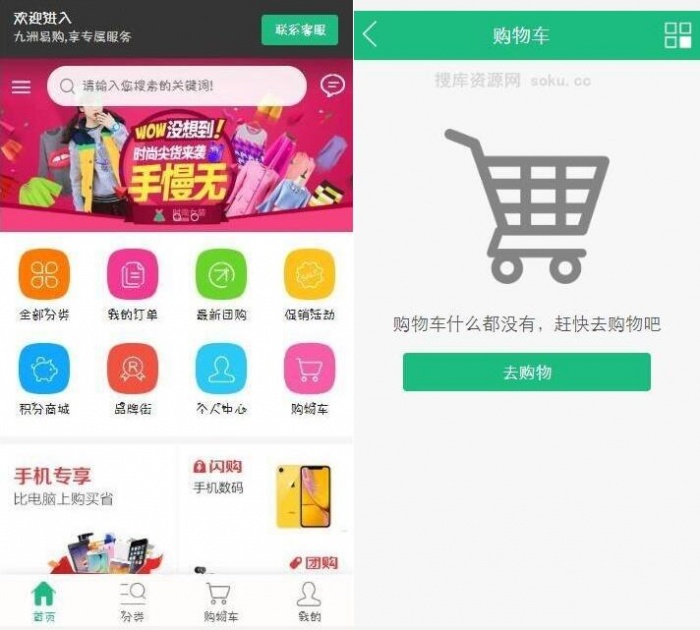 欢迎进入
九洲易购,享专属服务
联系客服
请输入您搜索的关键词!
WOW没想到!
时尚尖货来袭
手慢无
全部分类
我的订单
最新团购
促销活动
积分商城
品牌街
个人中心
购物车
手机专享
比电脑上购买省
闪购
手机数码
团购
首页
分类
购物车
我的
购物车
搜库资源网 soku.cc
购物车什么都没有，赶快去购物吧
去购物